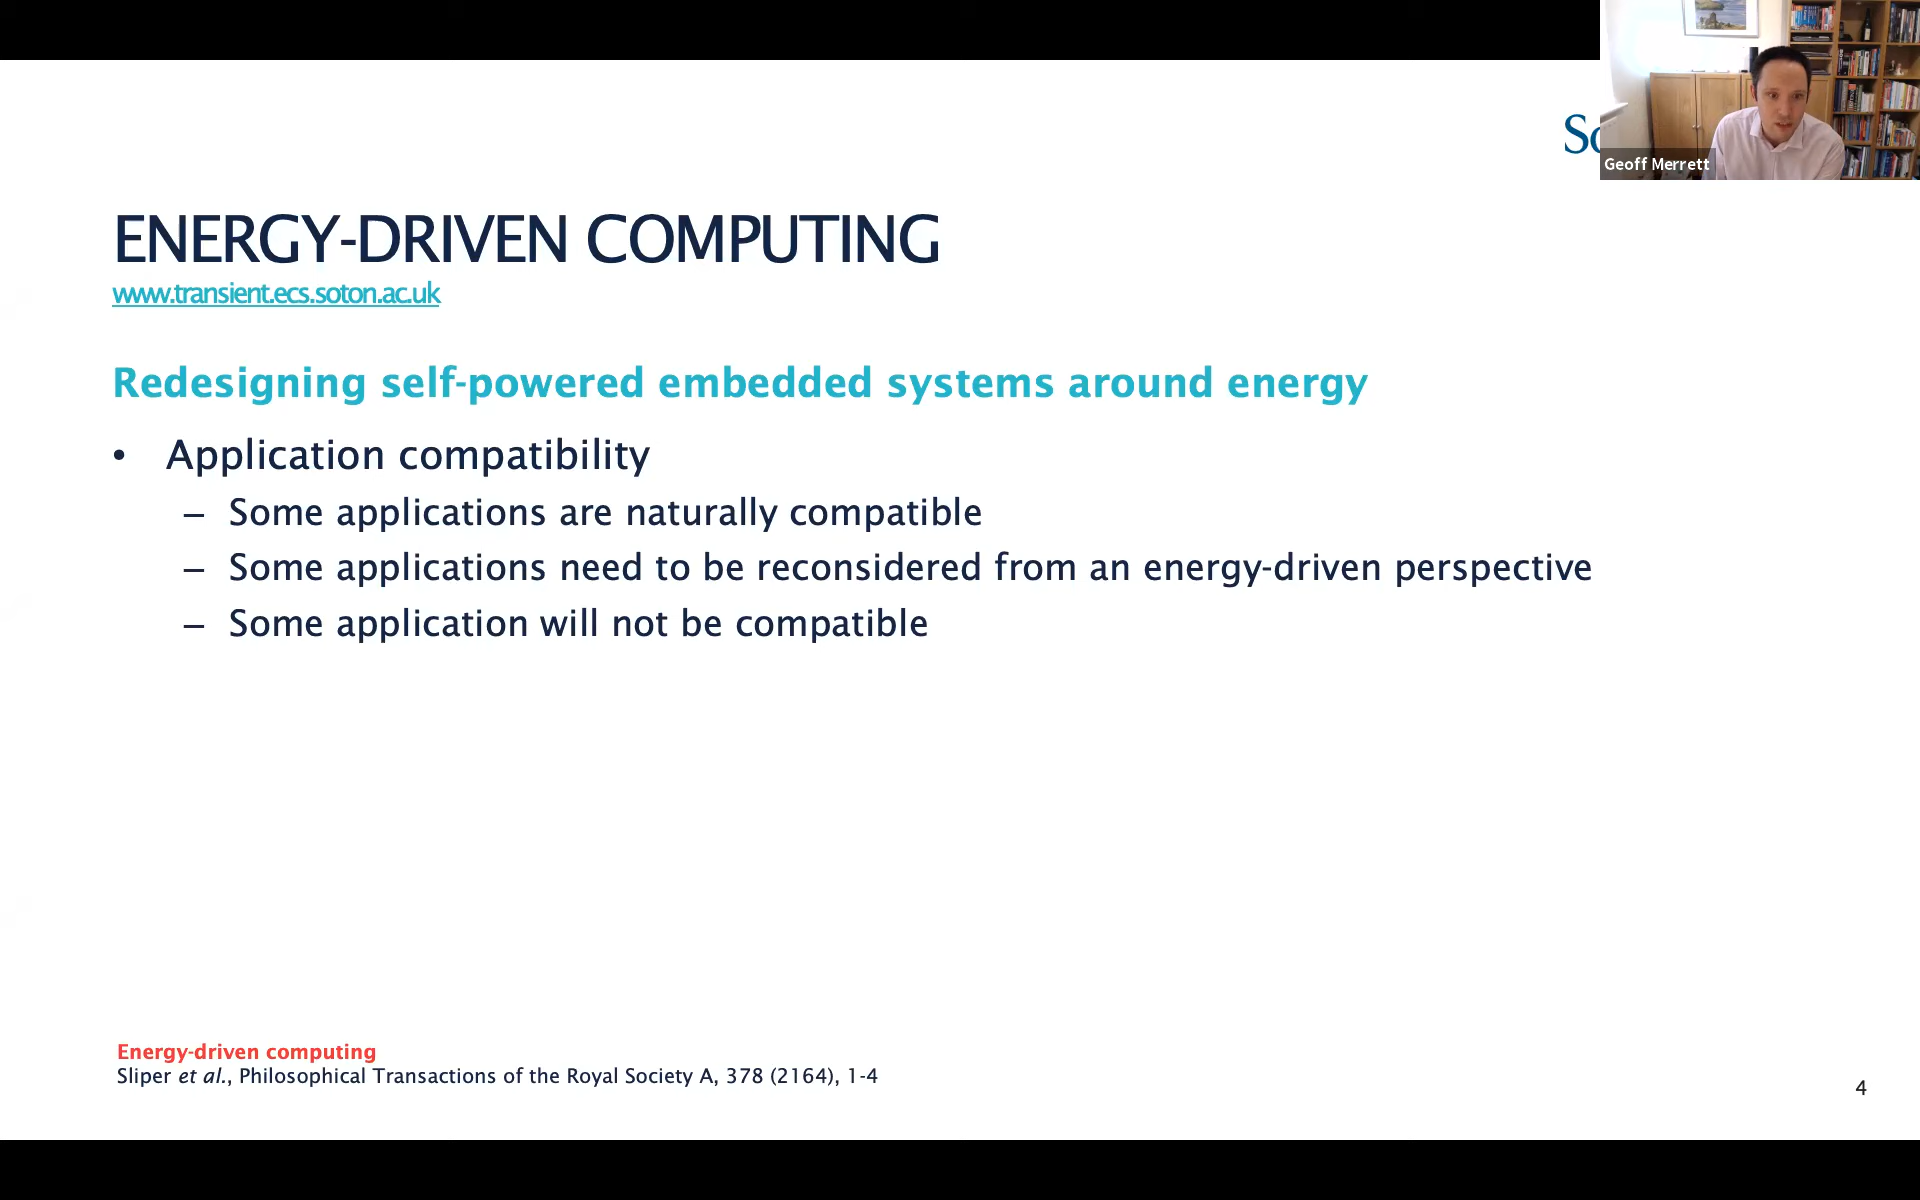 Geoff Merrett
ENERGY-DRIVEN COMPUTING
www.transient.ecs.soton.ac.uk
Redesigning self-powered embedded systems around energy
• Application compatibility
– Some applications are naturally compatible
– Some applications need to be reconsidered from an energy-driven perspective
– Some application will not be compatible
Energy-driven computing
Sliper et al., Philosophical Transactions of the Royal Society A, 378 (2164), 1-4
4